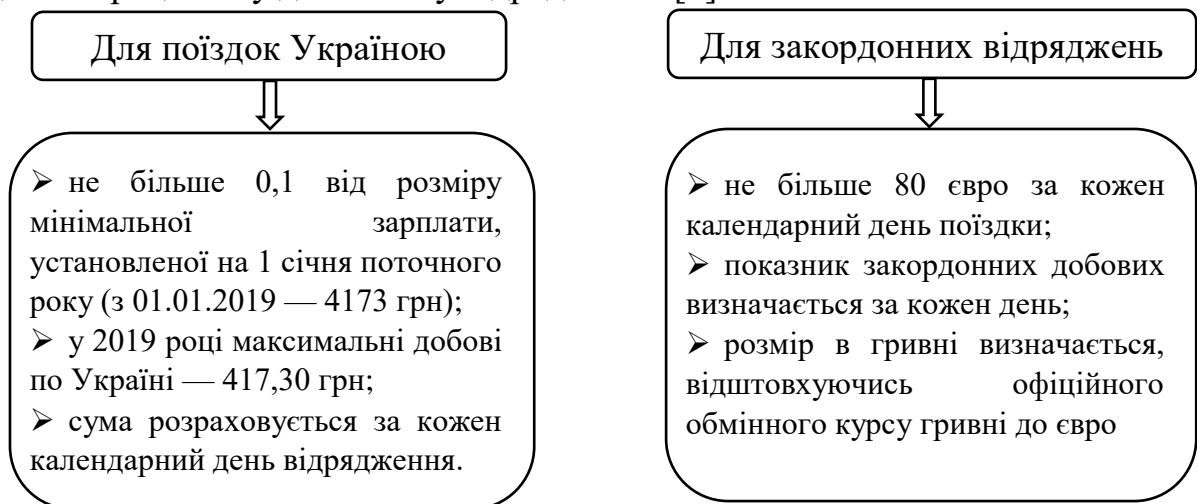 Для поїздок Україною
➢ не більше 0,1 від розміру
мінімальної зарплати,
установленої на 1 січня поточного
року (з 01.01.2019 — 4173 грн);
➢ у 2019 році максимальні добові
по Україні — 417,30 грн;
➢ сума розраховується за кожен
календарний день відрядження.
Для закордонних відряджень
➢ не більше 80 євро за кожен
календарний день поїздки;
➢ показник закордонних добових
визначається за кожен день;
➢ розмір в гривні визначається,
відштовхуючись офіційного
обмінного курсу гривні до євро